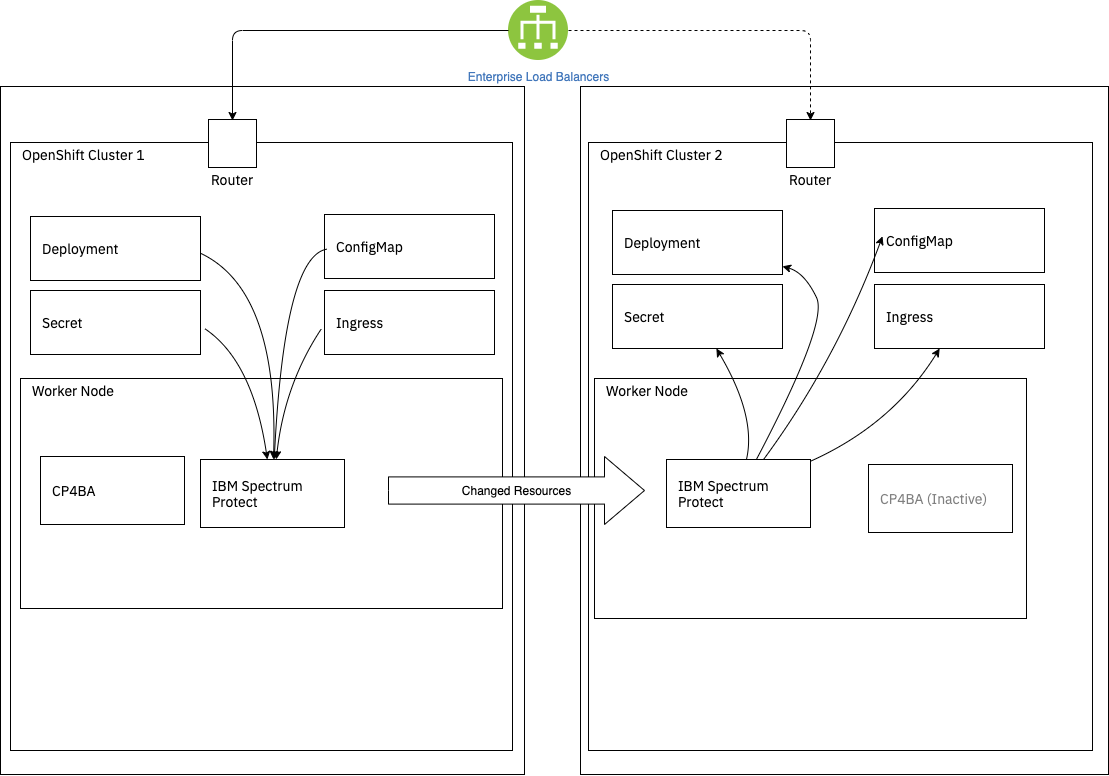 Enterprise Load Balancers
OpenShift Cluster 1
Router
Deployment
ConfigMap
Secret
Ingress
Worker Node
CP4BA
IBM Spectrum
Protect
Changed Resources
OpenShift Cluster 2
Router
Deployment
ConfigMap
Secret
Ingress
Worker Node
IBM Spectrum
Protect
CP4BA (Inactive)